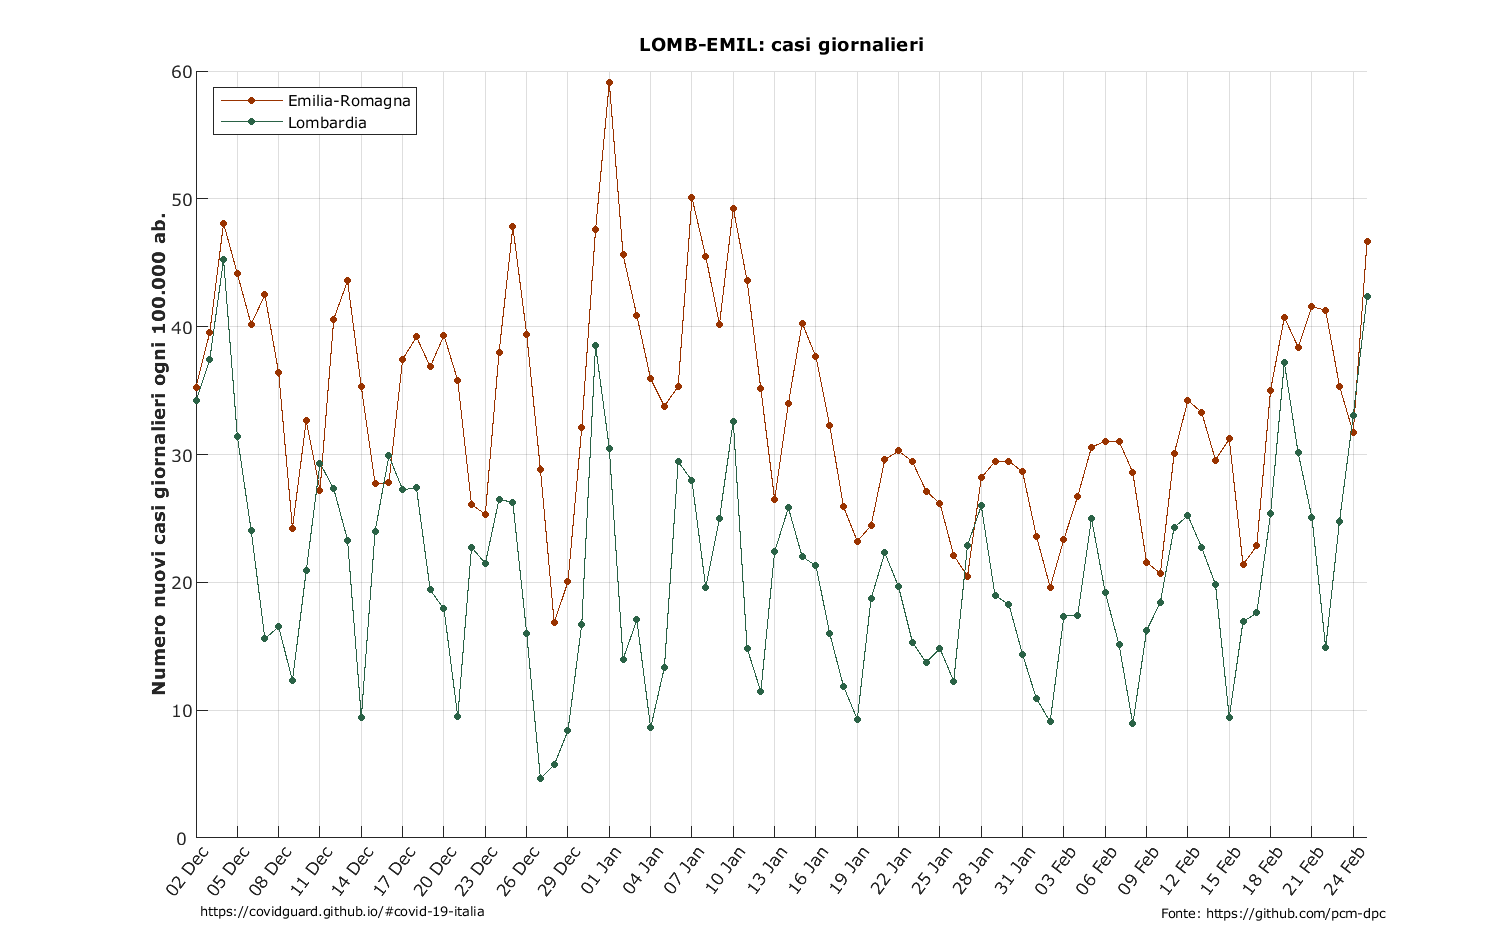 LOMB-EMIL: casi giornalieri
Emilia-Romagna
Lombardia
Numero nuovi casi giornalieri ogni 100.000 ab.
60
50
40
30
20
10
0
02 Dec
05 Dec
08 Dec
11 Dec
14 Dec
17 Dec
20 Dec
23 Dec
26 Dec
29 Dec
01 Jan
04 Jan
07 Jan
10 Jan
13 Jan
16 Jan
19 Jan
22 Jan
25 Jan
28 Jan
31 Jan
03 Feb
06 Feb
09 Feb
12 Feb
15 Feb
18 Feb
21 Feb
24 Feb
https://covidguard.github.io/#covid-19-italia
Fonte: https://github.com/pcm-dpc